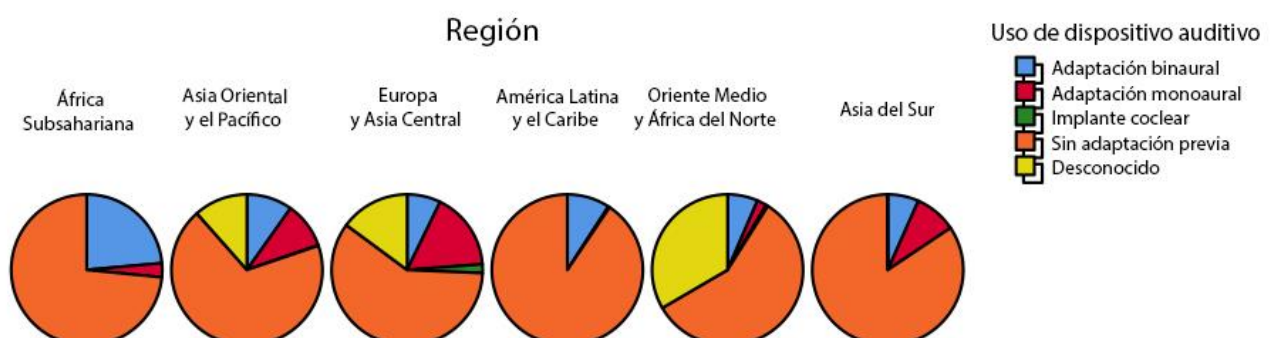 Región
Uso de dispositivo auditivo
Adaptación binaural
Adaptación monoaural
Implante coclear
Sin adaptación previa
Desconocido
África
Subsahariana
Asia Oriental
y el Pacífico
Europa
y Asia Central
América Latina
y el Caribe
Oriente Medio
y África del Norte
Asia del Sur